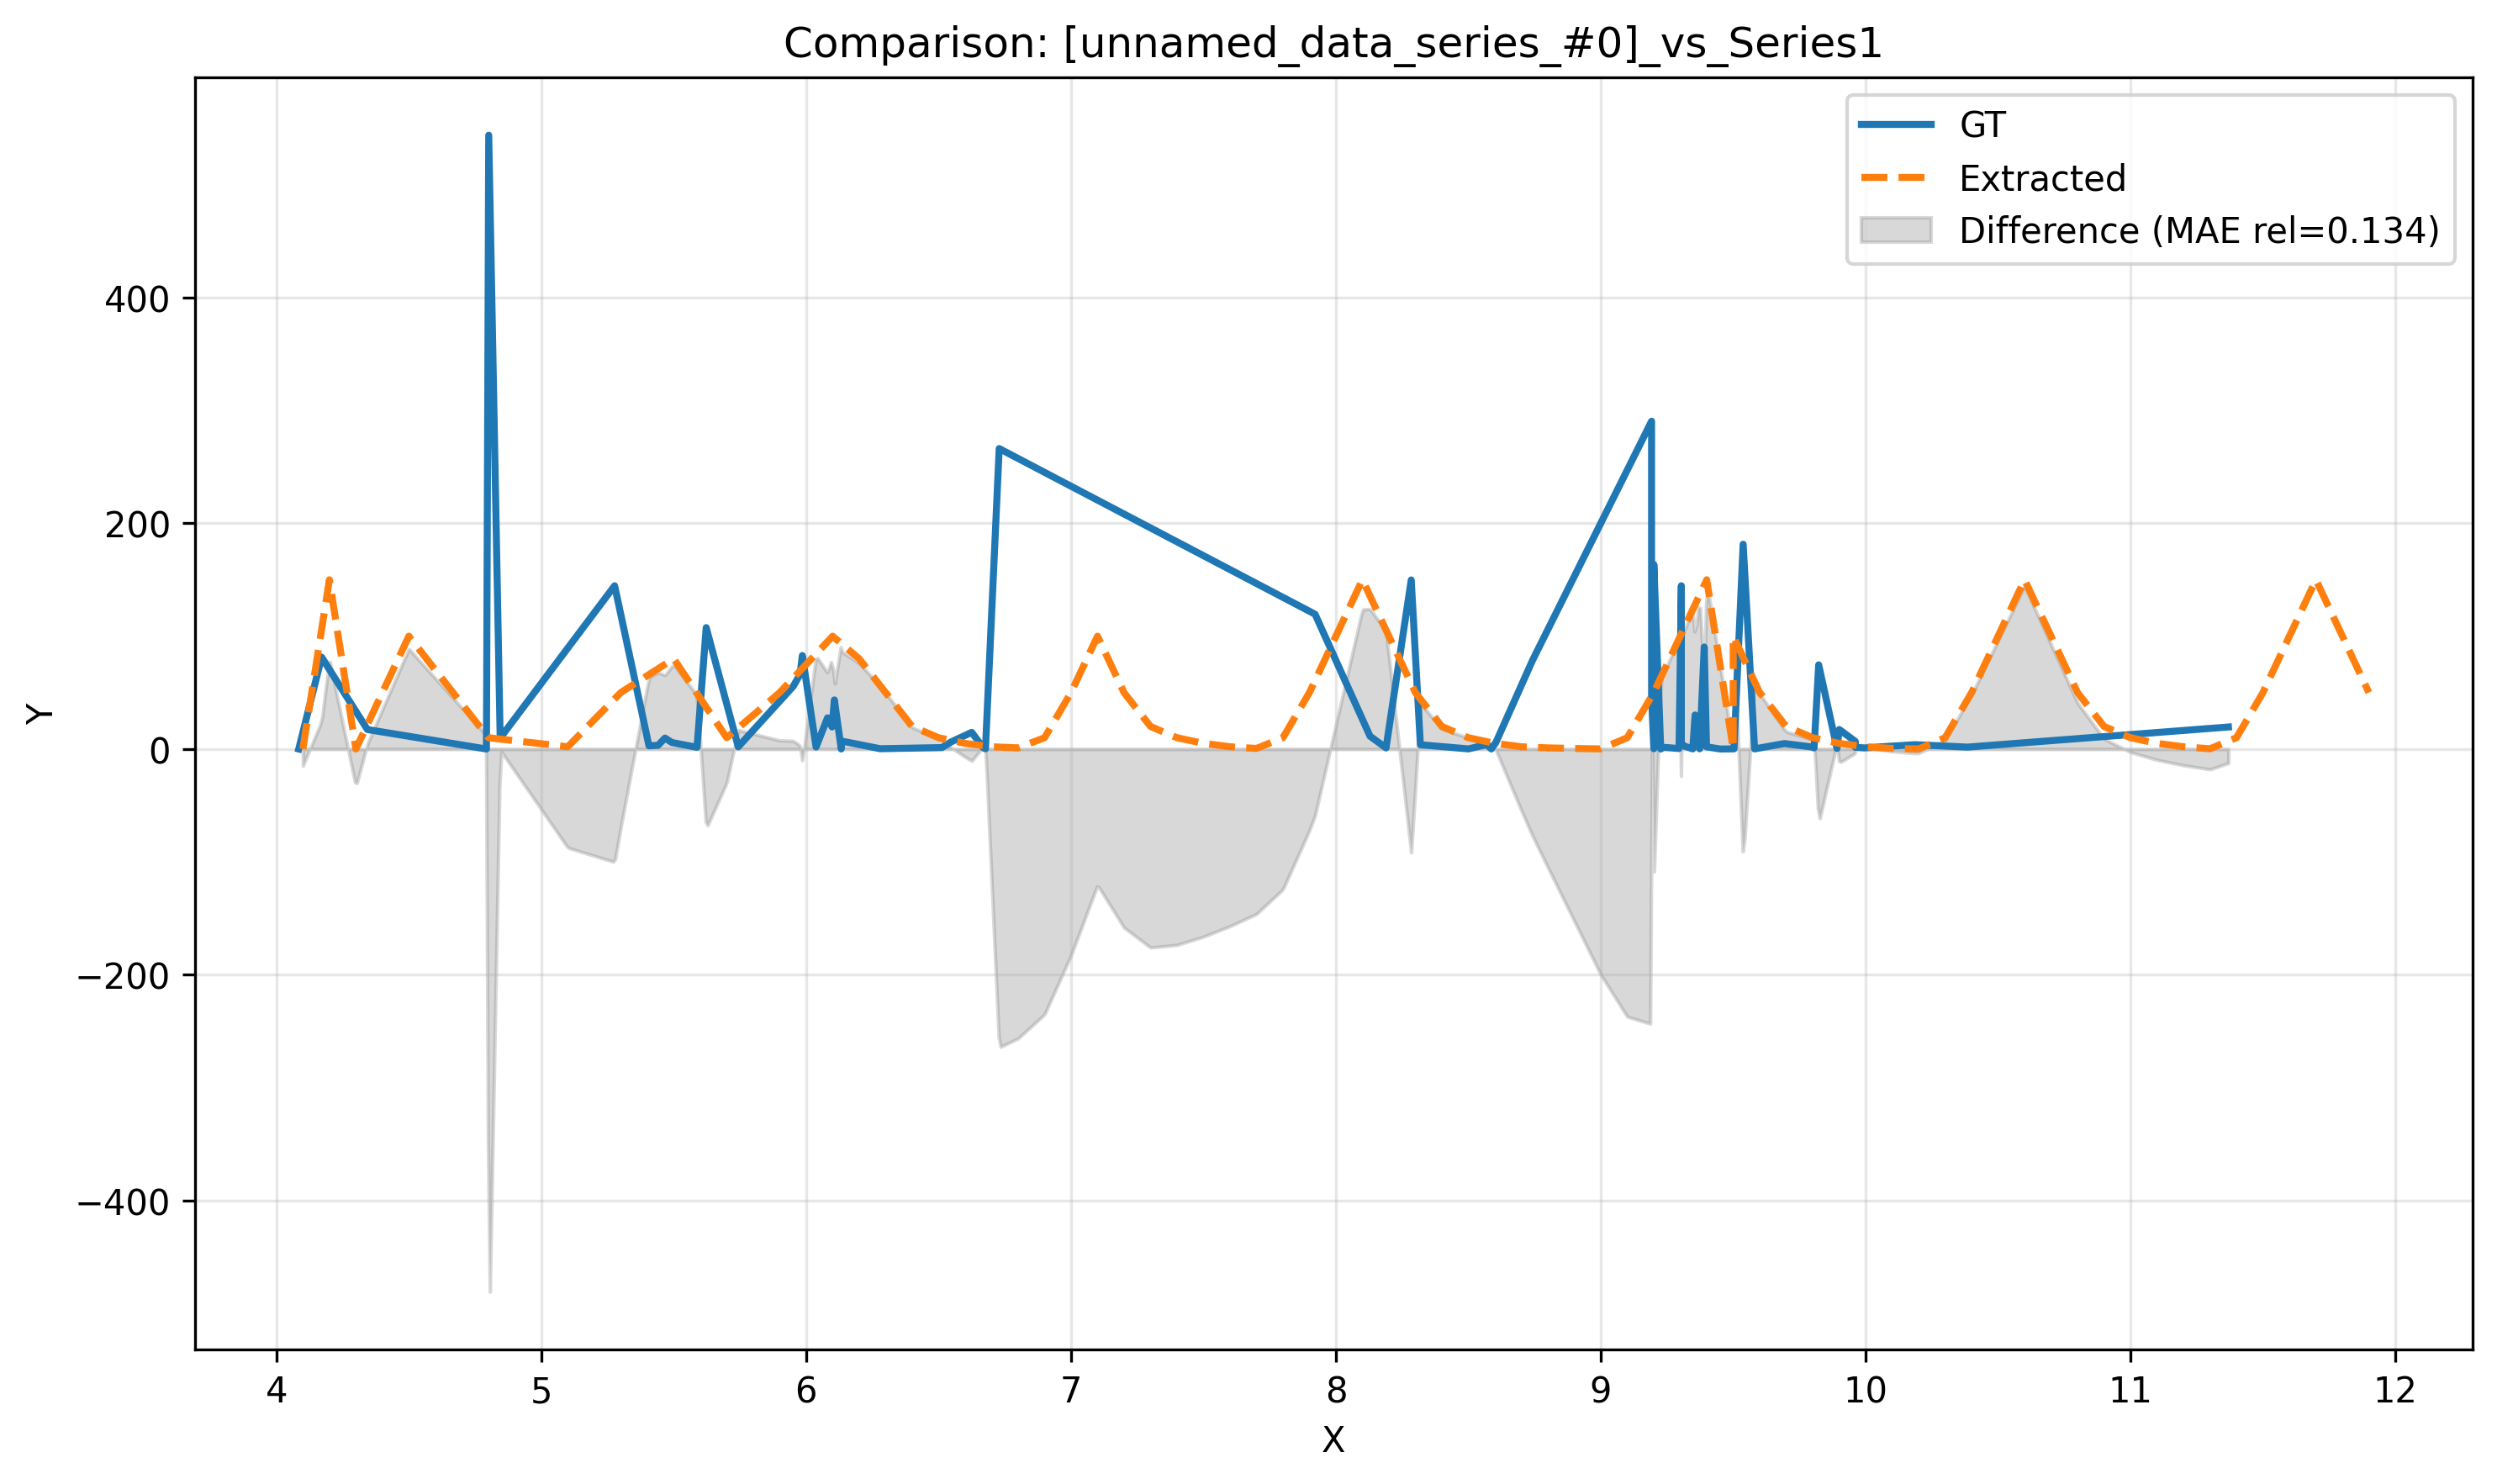 Comparison: [unnamed_data_series_#0]_vs_Series1
GT
Extracted
Difference (MAE rel=0.134)
400
200
0
−200
−400
Y
4 5 6 7 8 9 10 11 12
X